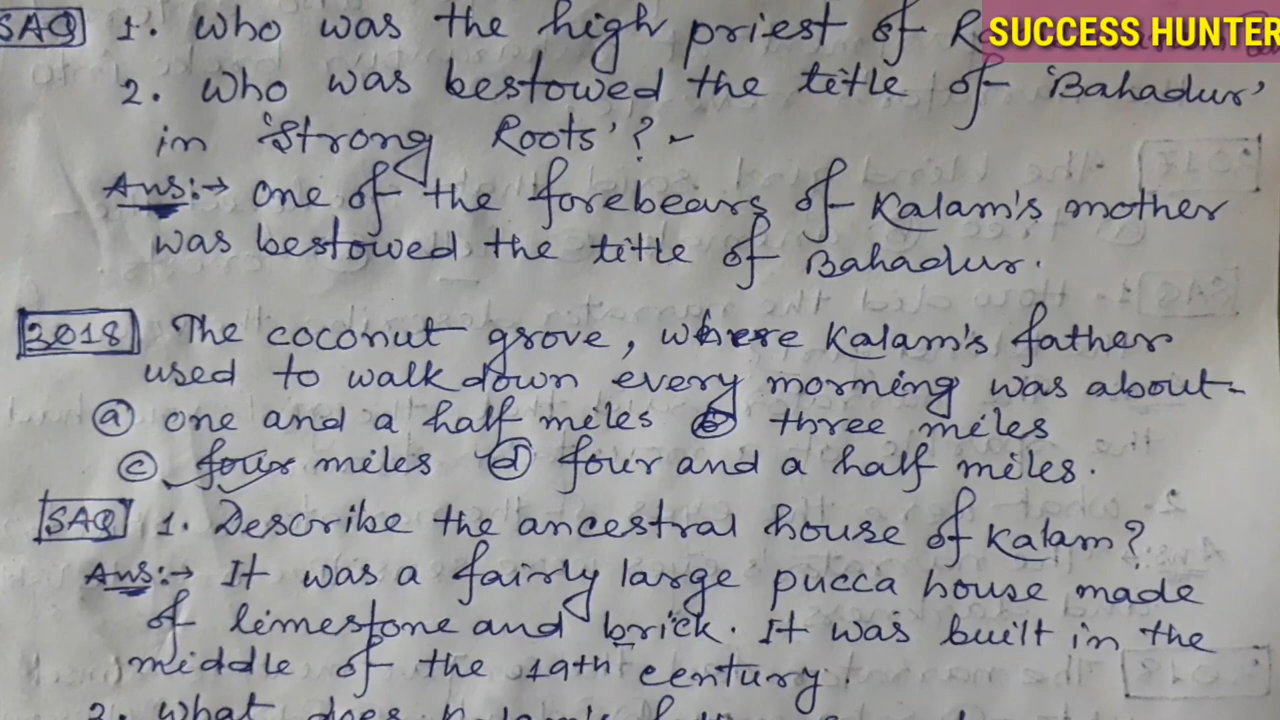 SAQ 1. Who was the high priest of
SUCCESS HUNTER
2. Who was bestowed the title of 'Bahadur'
in 'Strong Roots'?
Ans:→ One of the forebears of Kalam's mother
was bestowed the title of Bahadur.
2018 The coconut grove, where Kalam's father
used to walk down every morning was about-
(a) one and a half miles (b) three miles
(c) four miles (d) four and a half miles.
SAQ 1. Describe the ancestral house of Kalam?
Ans:→ It was a fairly large pucca house made
of limestone and brick. It was built in the
middle of the 19th century.
2. What does